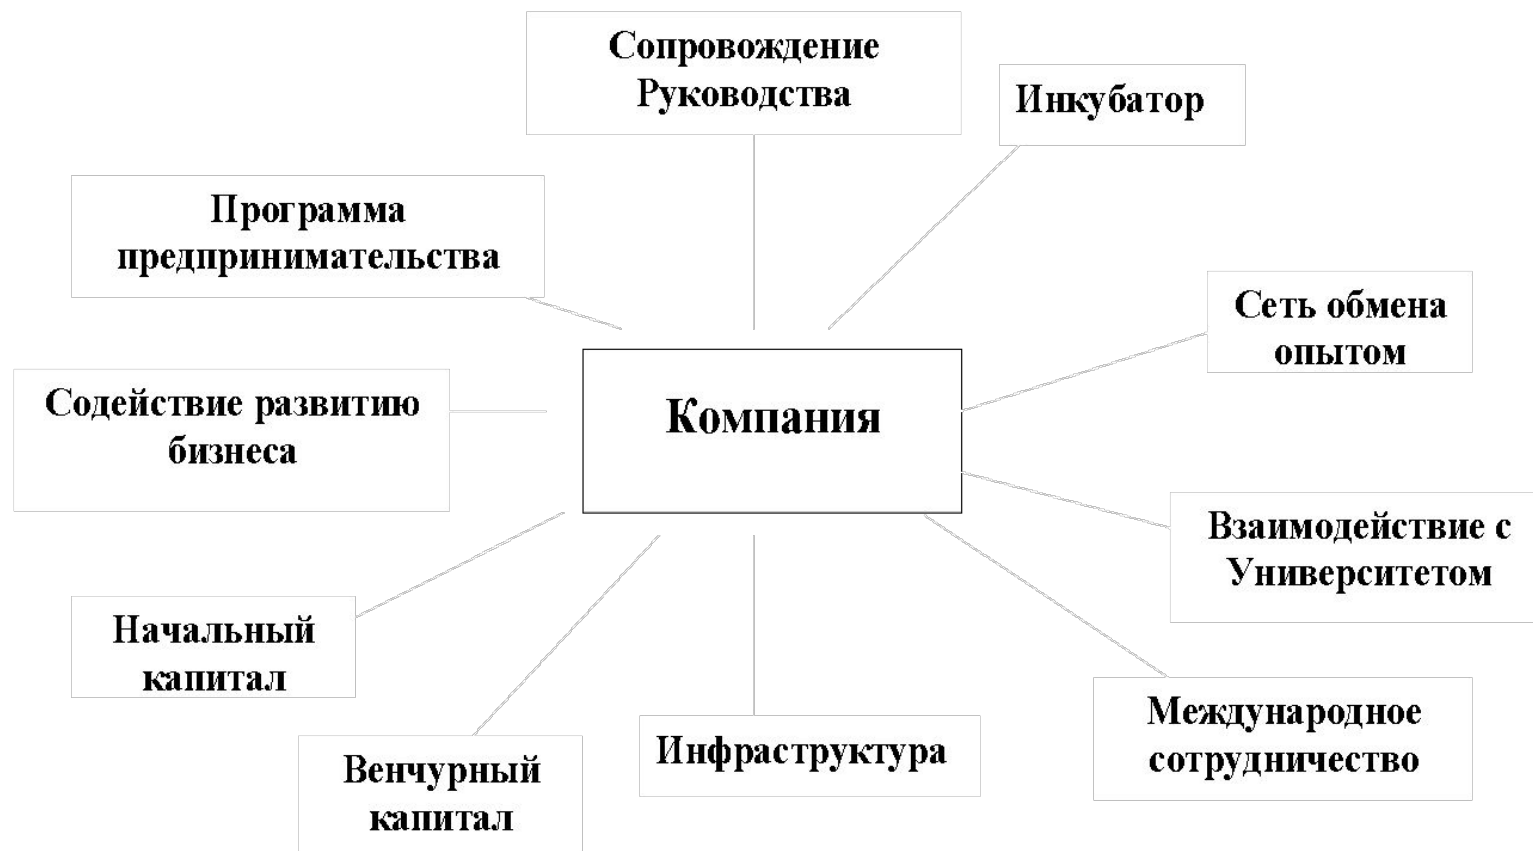 Сопровождение
Руководства
Инкубатор
Программа
предпринимательства
Сеть обмена
опытом
Содействие развитию
бизнеса
Компания
Взаимодействие с
Университетом
Начальный
капитал
Международное
сотрудничество
Инфраструктура
Венчурный
капитал